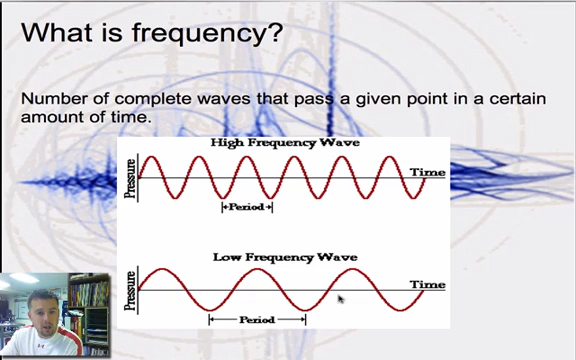 What is frequency?
Number of complete waves that pass a given point in a certain
amount of time.
High Frequency Wave
Pressure
Time
Period
Low Frequency Wave
Pressure
Time
Period